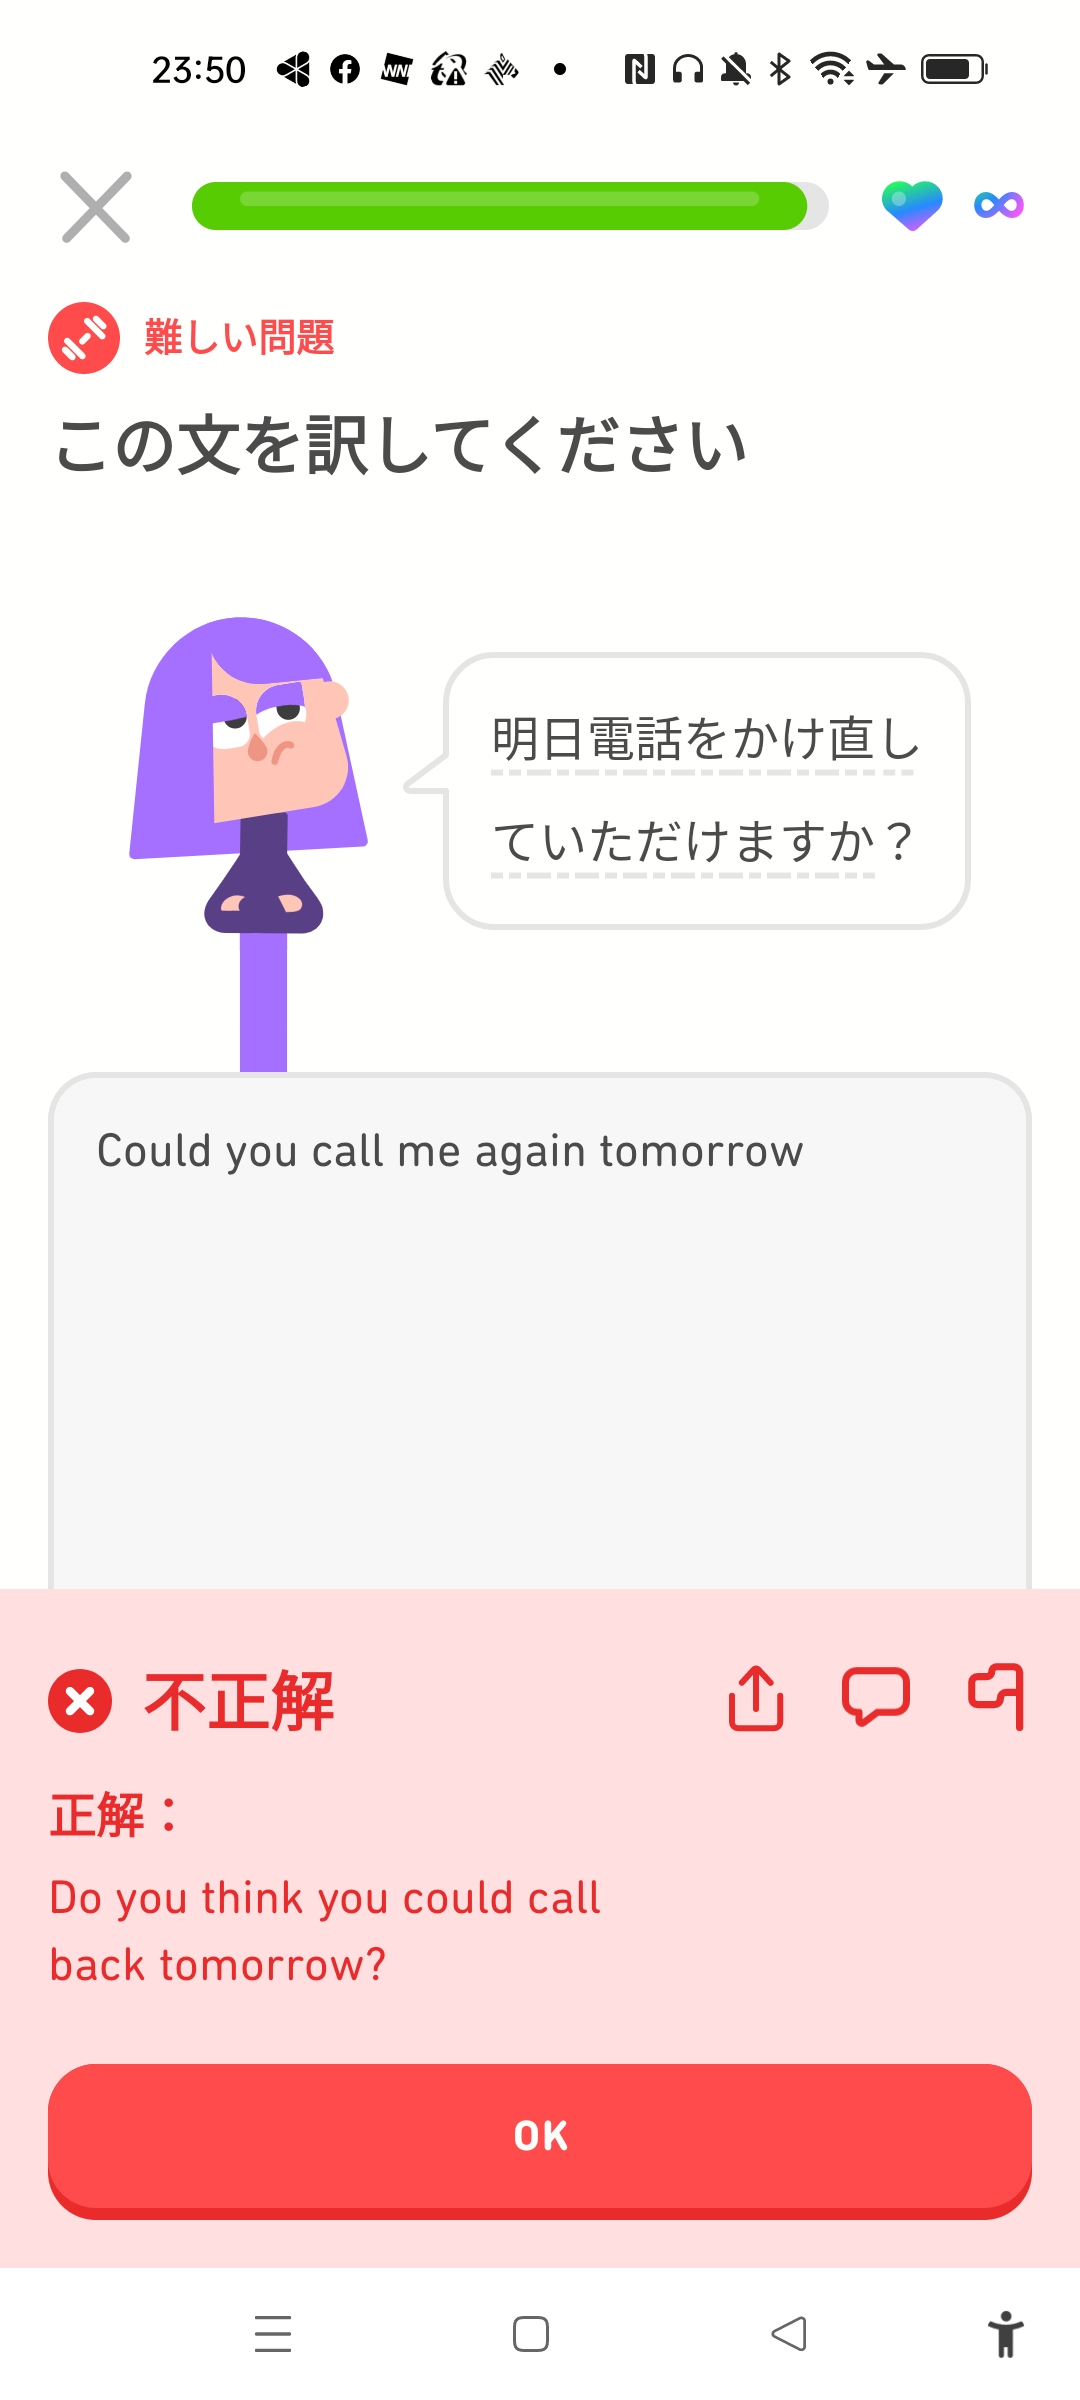 23:50
難しい問題
この文を訳してください
明日電話をかけ直し
ていただけますか？
Could you call me again tomorrow
不正解
正解：
Do you think you could call
back tomorrow?
OK